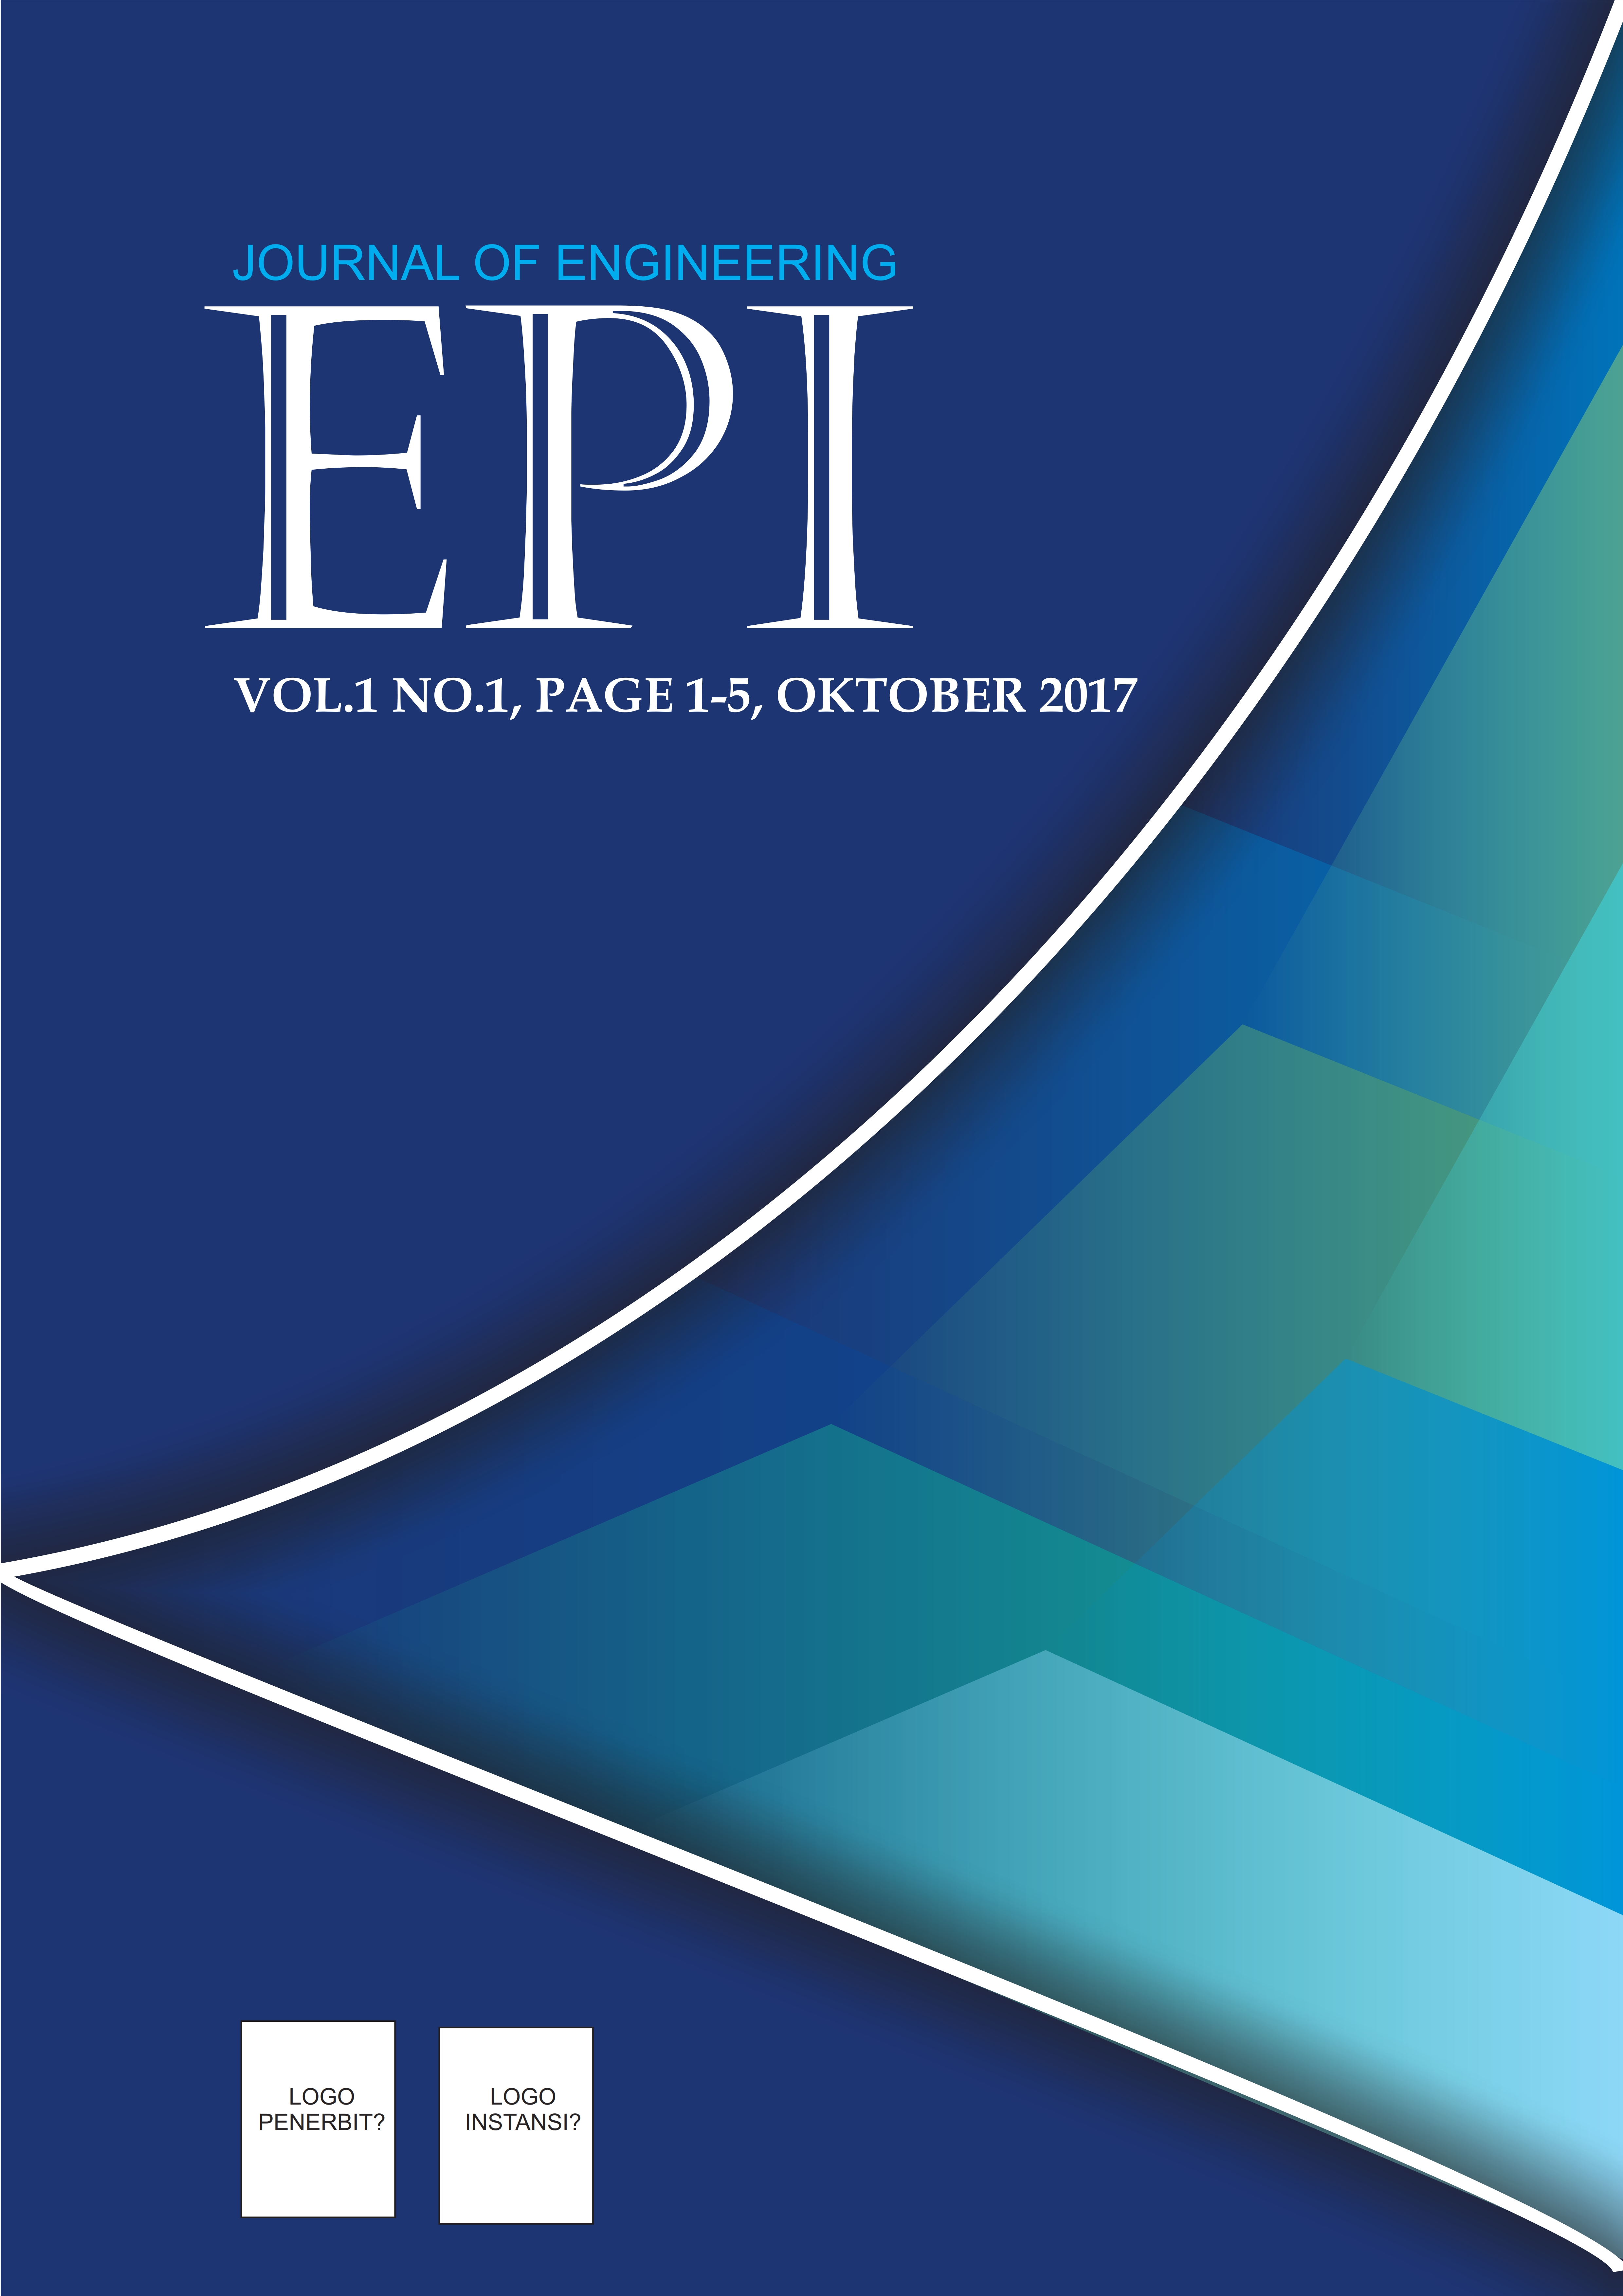 JOURNAL OF ENGINEERING
EPI
VOL.1 NO.1, PAGE 1-5, OKTOBER 2017
LOGO
PENERBIT?
LOGO
INSTANSI?